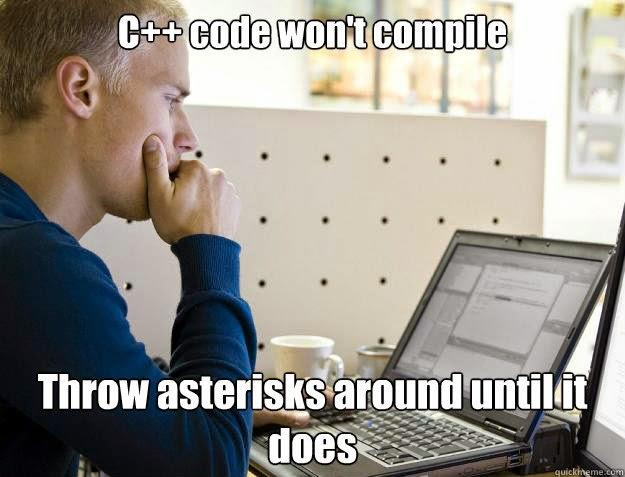 C++ code won't compile
Throw asterisks around until it
does
quickmeme.com